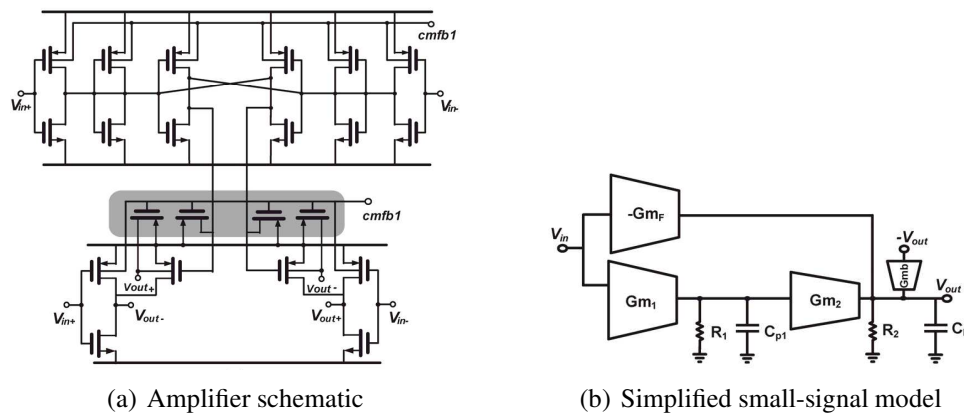 cmfb1
Vin+
Vin-
cmfb1
Vout+
Vout -
Vin+
Vout -
Vout+
Vin-
(a) Amplifier schematic
-GmF
Vin
-Vout
Gmb
Vout
Gm1
Gm2
R1
Cp1
R2
(b) Simplified small-signal model